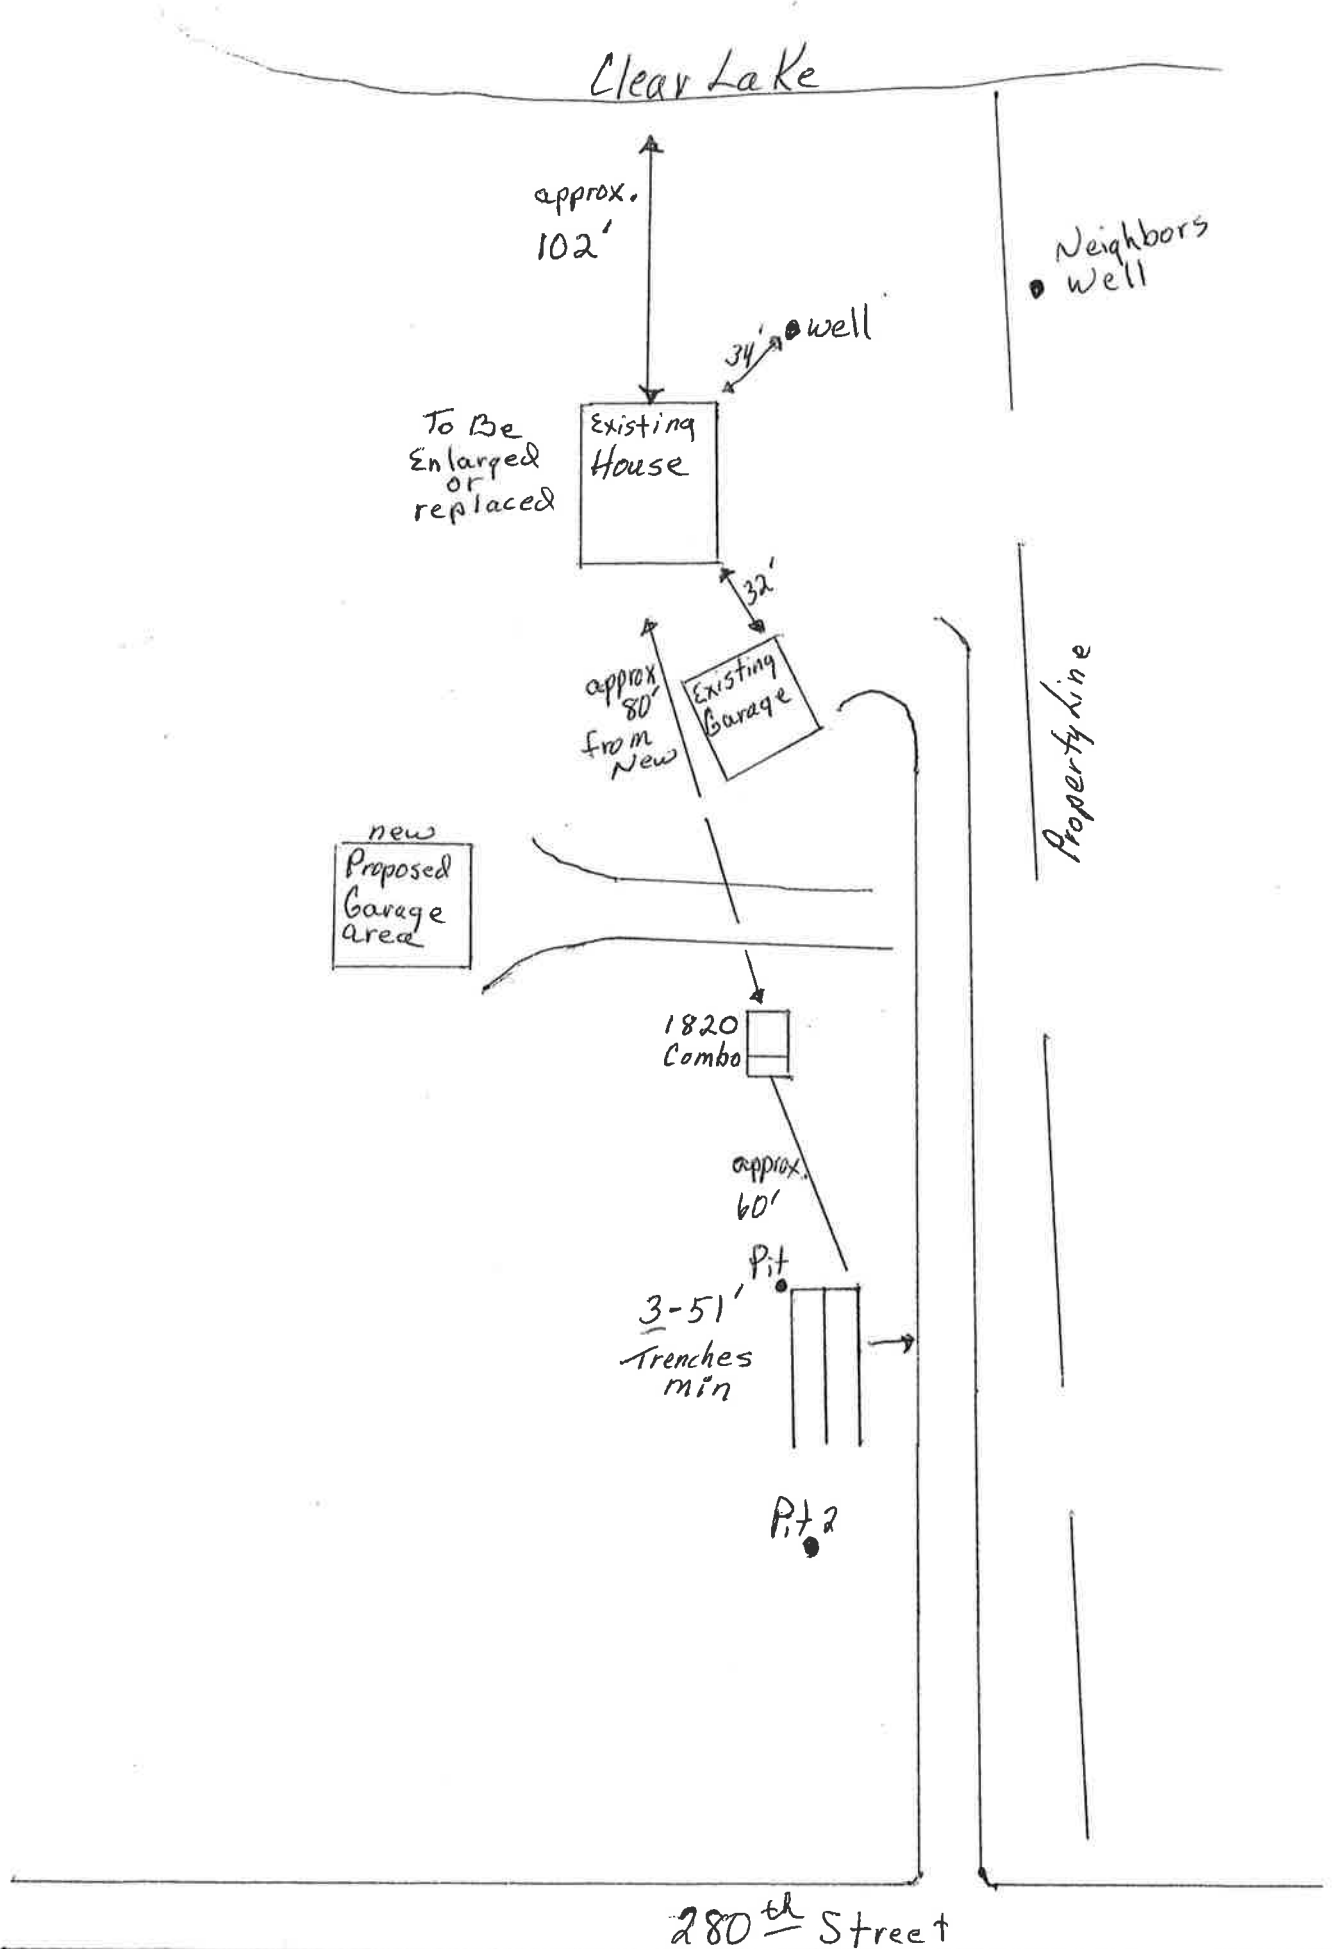 Clear Lake
approx.
102'
Neighbors
Well
well
34'
To Be
Enlarged
or
replaced
Existing
House
32'
approx
80'
from
New
Existing
Garage
Property Line
new
Proposed
Garage
area
1820
Combo
approx.
60'
Pit
3-51'
Trenches
min
Pit 2
280th Street